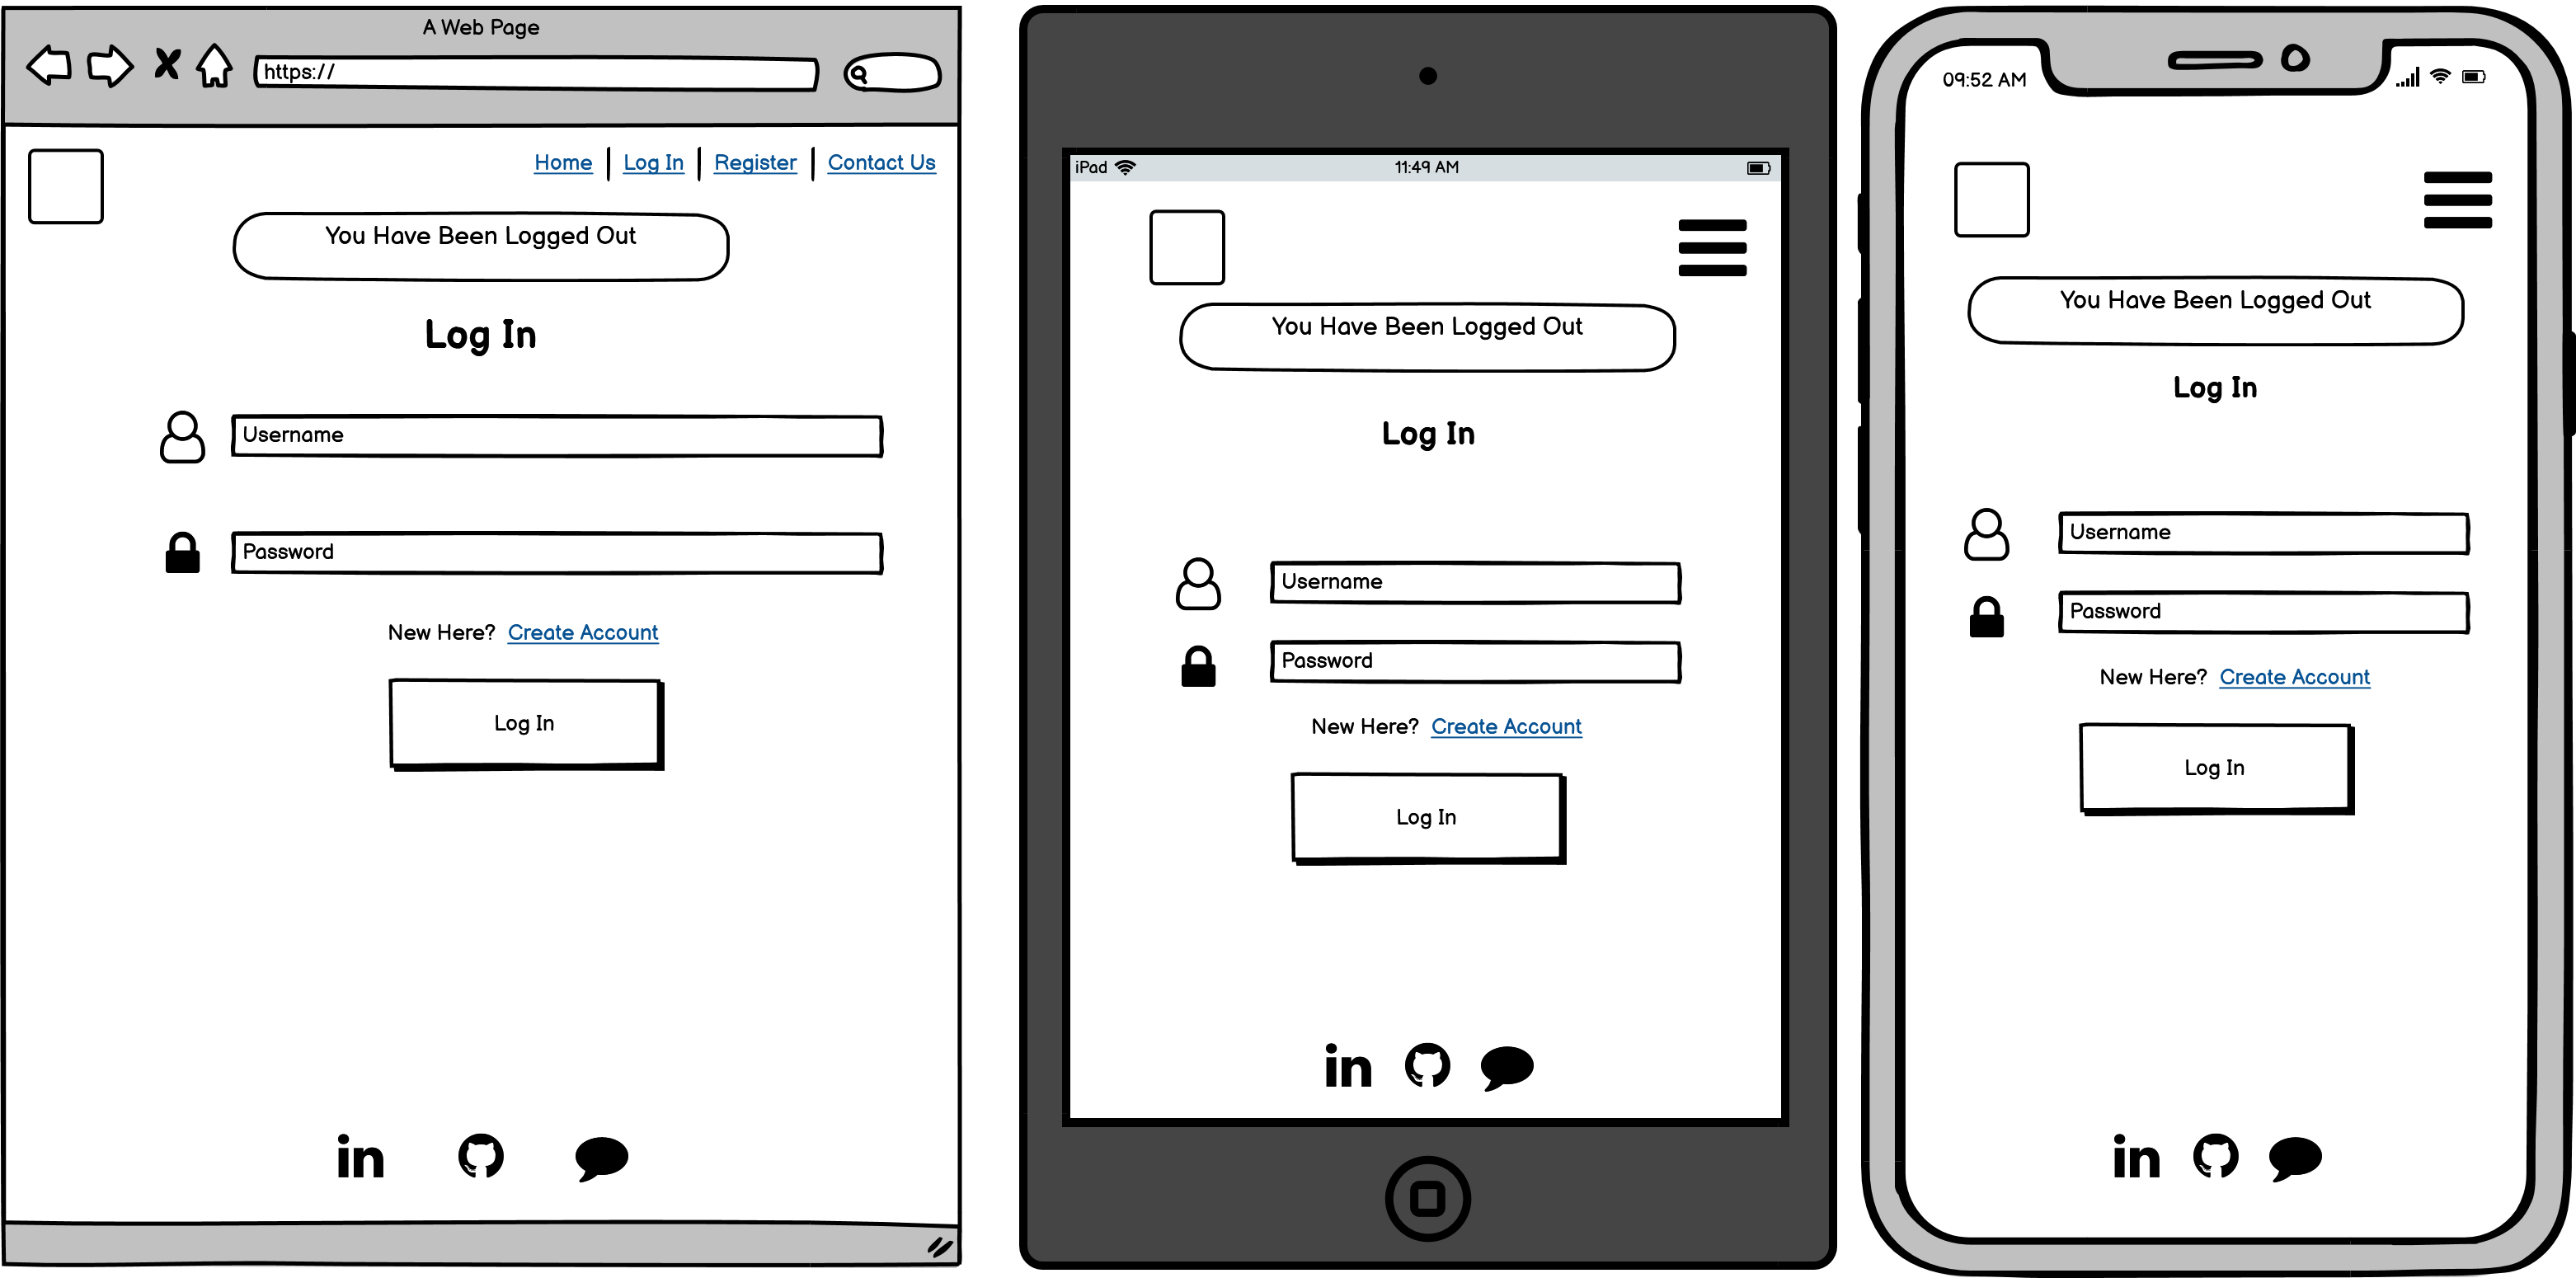 A Web Page
https://
Home Log In Register Contact Us
You Have Been Logged Out
Log In
Username
Password
New Here? Create Account
Log In
in
iPad 11:49 AM
You Have Been Logged Out
Log In
Username
Password
New Here? Create Account
Log In
in
09:52 AM
You Have Been Logged Out
Log In
Username
Password
New Here? Create Account
Log In
in